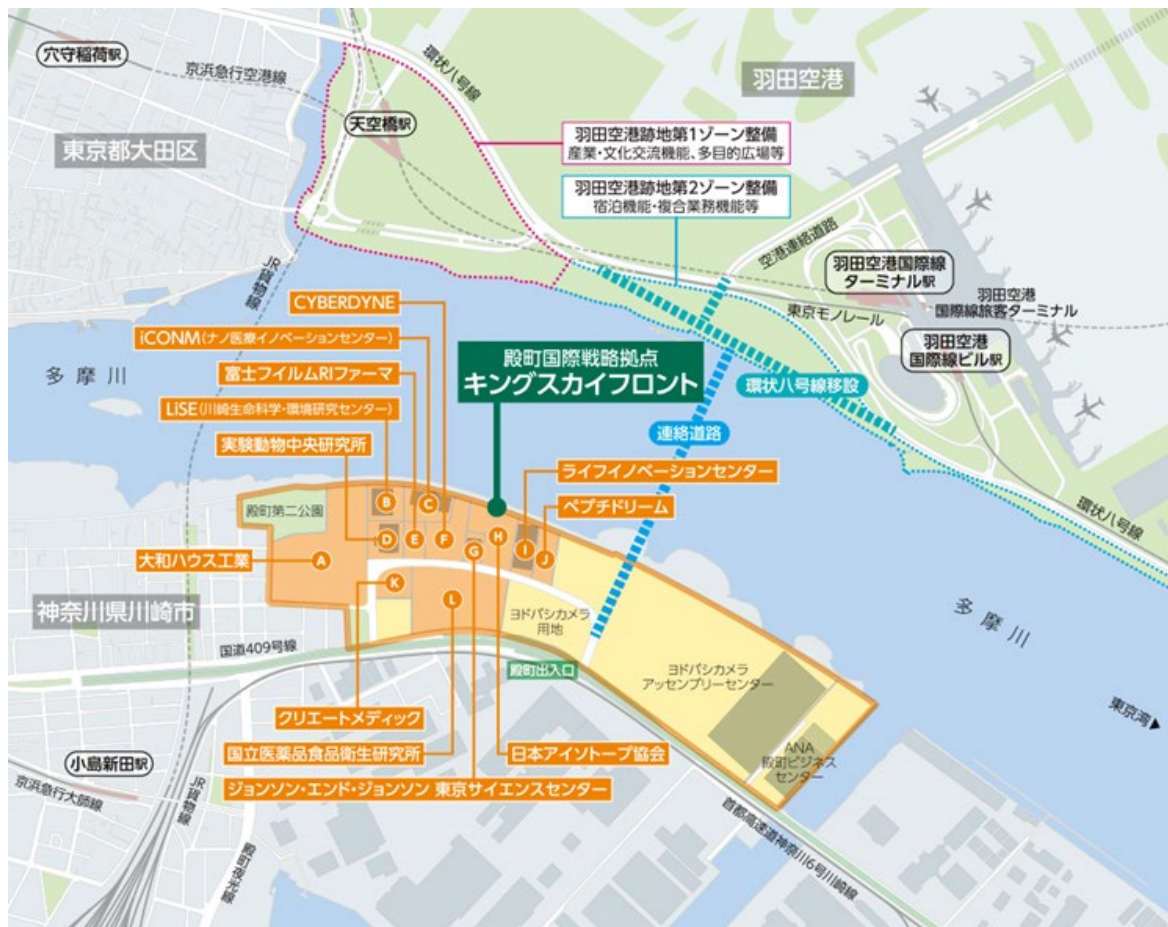 穴守稲荷駅
京浜急行空港線
環状八号線
羽田空港
天空橋駅
東京都大田区
羽田空港跡地第1ゾーン整備
産業・文化交流機能、多目的広場等
羽田空港跡地第2ゾーン整備
宿泊機能・複合業務機能等
空港連絡道路
羽田空港国際線
ターミナル駅
羽田空港
国際線旅客ターミナル
東京モノレール
羽田空港
国際線ビル駅
JR貨物線
CYBERDYNE
iCONM(ナノ医療イノベーションセンター)
富士フイルムRIファーマ
LiSE(川崎生命科学・環境研究センター)
実験動物中央研究所
殿町国際戦略拠点
キングスカイフロント
多摩川
環状八号線移設
連絡道路
ライフイノベーションセンター
ペプチドリーム
環状八号線
殿町第二公園
B
C
D
E
F
G
H
I
J
A
K
L
大和ハウス工業
神奈川県川崎市
国道409号線
ヨドバシカメラ
用地
殿町出入口
ヨドバシカメラ
アッセンブリーセンター
多摩川
東京湾▶
クリエートメディック
国立医薬品食品衛生研究所
日本アイソトープ協会
ジョンソン・エンド・ジョンソン 東京サイエンスセンター
ANA
殿町ビジネス
センター
小島新田駅
京浜急行大師線
JR貨物線
殿町夜光線
首都高速道神奈川6号川崎線